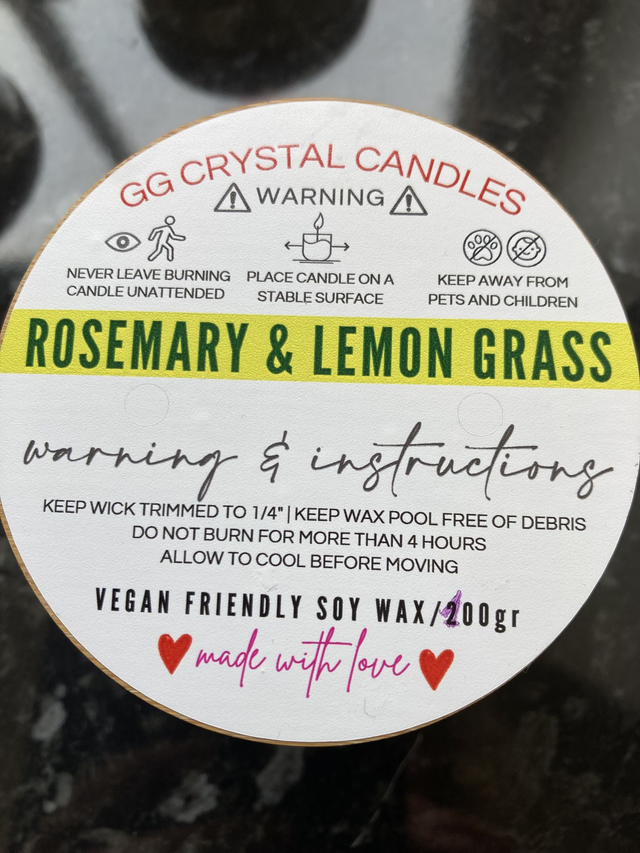 GG CRYSTAL CANDLES
WARNING
NEVER LEAVE BURNING
CANDLE UNATTENDED
PLACE CANDLE ON A
STABLE SURFACE
KEEP AWAY FROM
PETS AND CHILDREN
ROSEMARY & LEMON GRASS
warning & instructions
KEEP WICK TRIMMED TO 1/4" | KEEP WAX POOL FREE OF DEBRIS
DO NOT BURN FOR MORE THAN 4 HOURS
ALLOW TO COOL BEFORE MOVING
VEGAN FRIENDLY SOY WAX/100gr
made with love